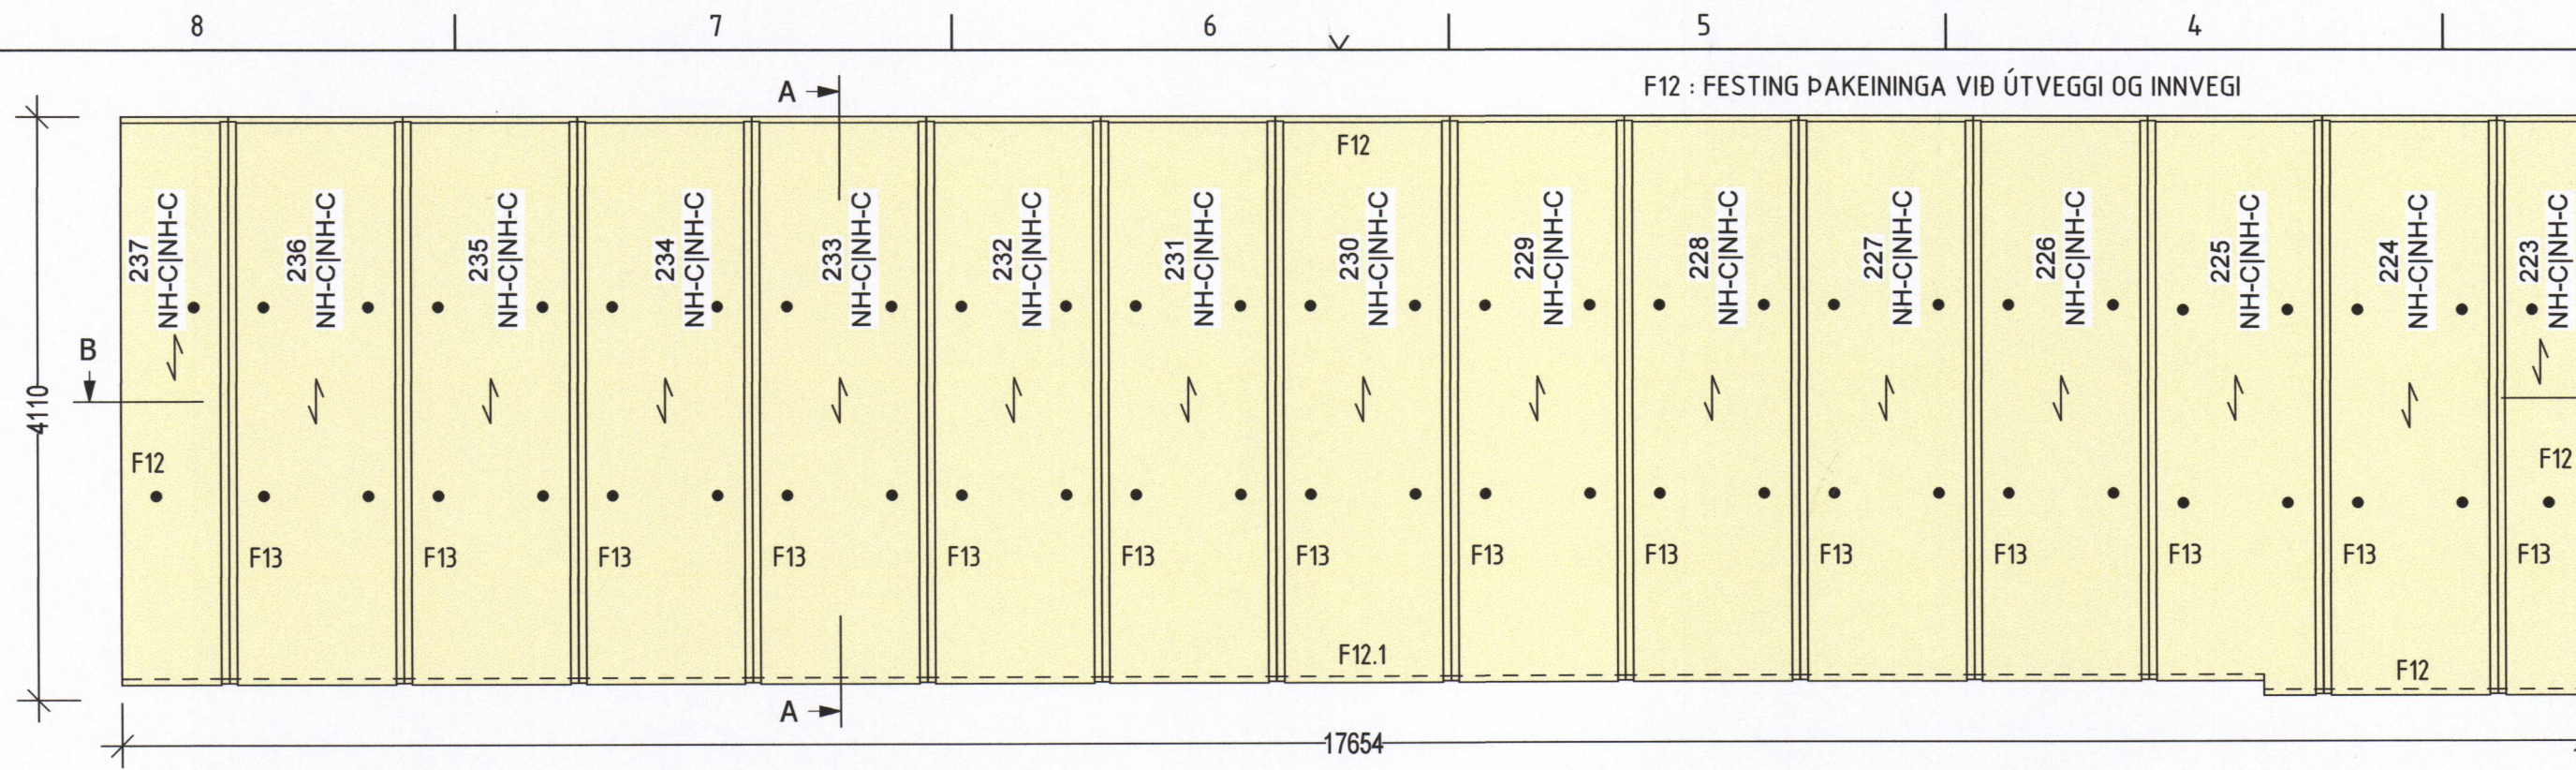 8 7 6 5 4
F12 : FESTING ÞAKEININGA VIÐ ÚTVEGGI OG INNVEGI
A
F12
237
NH-C|NH-C
236
NH-C|NH-C
235
NH-C|NH-C
234
NH-C|NH-C
233
NH-C|NH-C
232
NH-C|NH-C
231
NH-C|NH-C
230
NH-C|NH-C
229
NH-C|NH-C
228
NH-C|NH-C
227
NH-C|NH-C
226
NH-C|NH-C
225
NH-C|NH-C
224
NH-C|NH-C
223
NH-C|NH-C
B
4110
F12 F12
F13 F13 F13 F13 F13 F13 F13 F13 F13 F13 F13 F13 F13 F13
F12.1 F12
A
17654